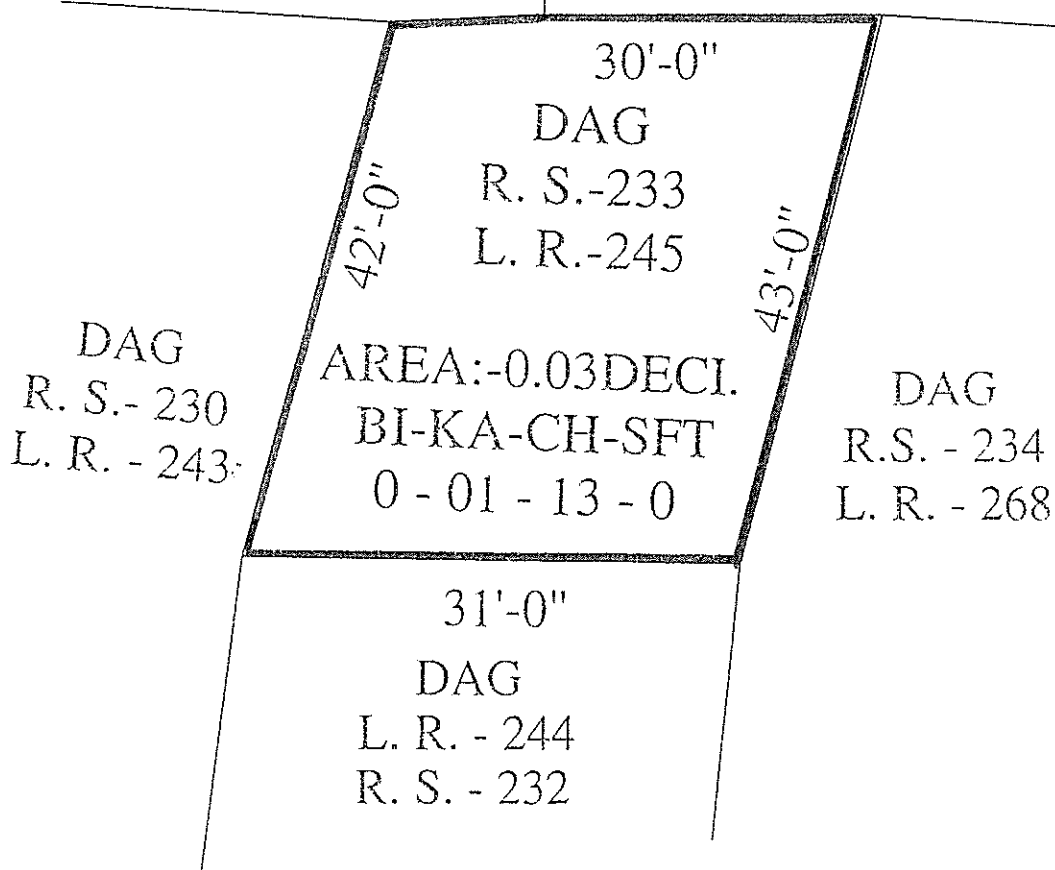 30'-0"
DAG
R. S.-233
L. R.-245
42'-0"
43'-0"
AREA:-0.03DECI.
BI-KA-CH-SFT
0 - 01 - 13 - 0
DAG
R. S.- 230
L. R. - 243
DAG
R.S. - 234
L. R. - 268
31'-0"
DAG
L. R. - 244
R. S. - 232